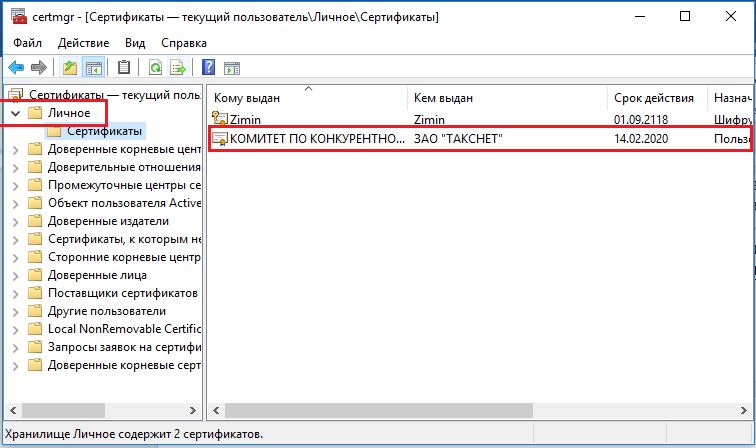 certmgr - [Сертификаты — текущий пользователь\Личное\Сертификаты]
Файл Действие Вид Справка
Сертификаты — текущий поль
Личное
Сертификаты
Доверенные корневые цент
Доверительные отношения
Промежуточные центры се
Объект пользователя Active
Доверенные издатели
Сертификаты, к которым не
Сторонние корневые центр
Доверенные лица
Поставщики сертификатов
Другие пользователи
Local NonRemovable Certific
Запросы заявок на сертифи
Доверенные корневые серт
Кому выдан Кем выдан Срок действия Назнач
Zimin Zimin 01.09.2118 Шифру
КОМИТЕТ ПО КОНКУРЕНТНО... ЗАО "ТАКСНЕТ" 14.02.2020 Пользо
Хранилище Личное содержит 2 сертификатов.